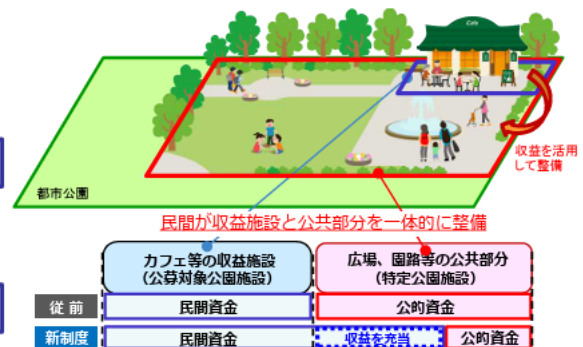 Cafe
収益を活用
して整備
都市公園
民間が収益施設と公共部分を一体的に整備
カフェ等の収益施設
(公募対象公園施設)
広場、園路等の公共部分
(特定公園施設)
従前
民間資金
公的資金
新制度
民間資金
収益を充当
公的資金